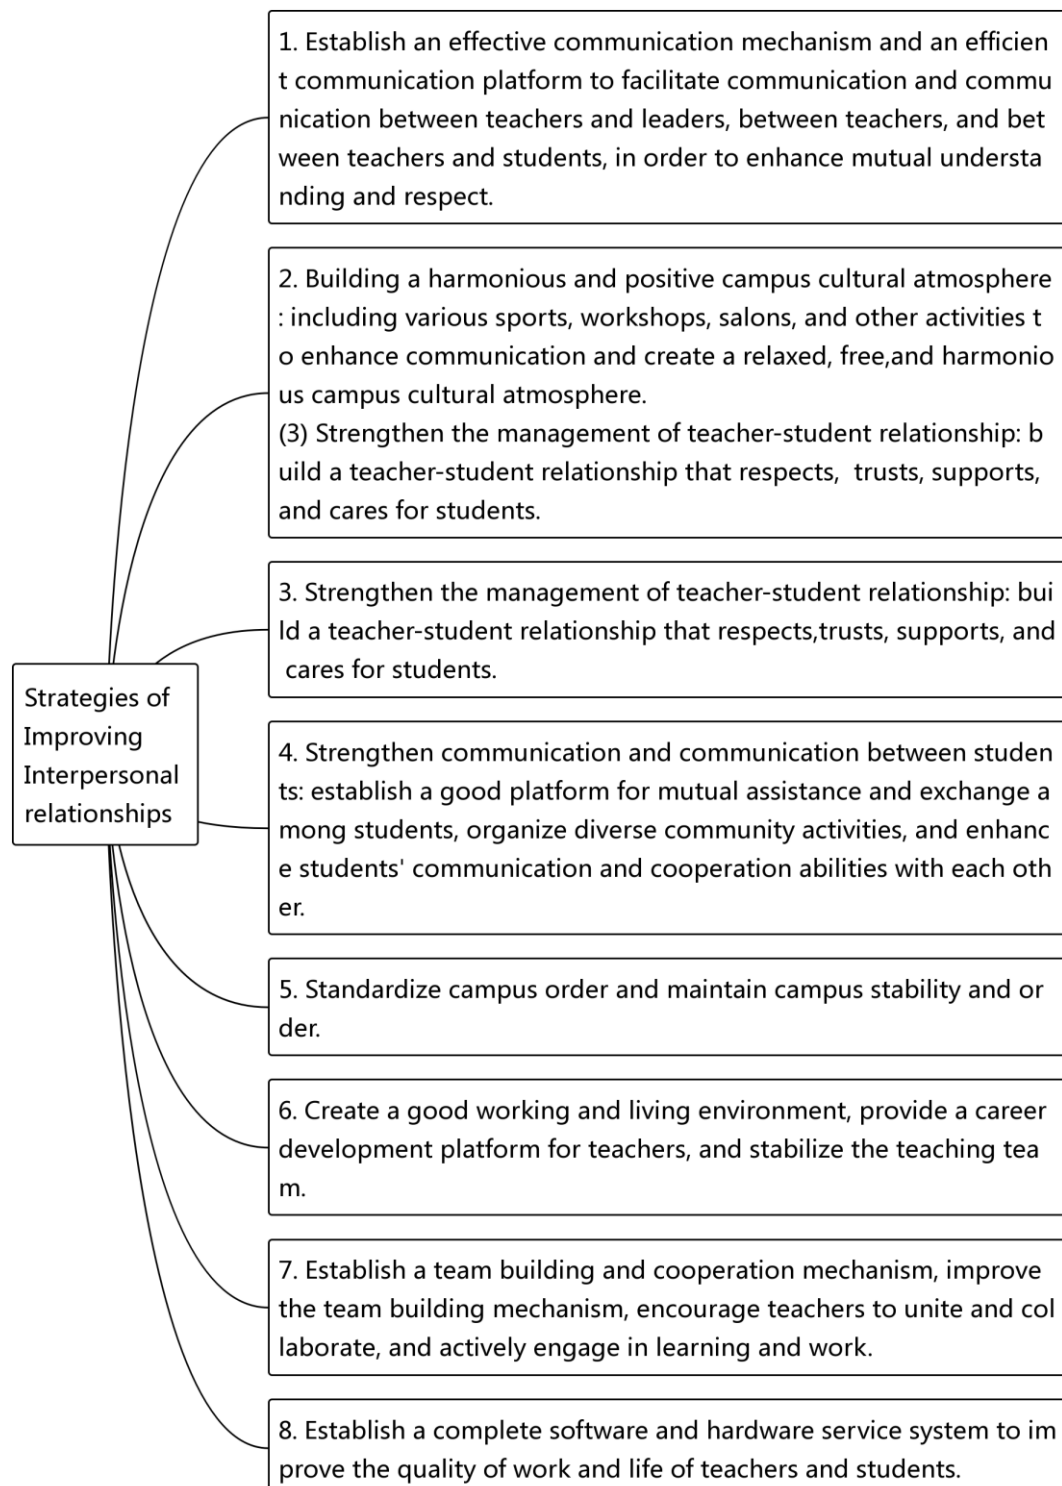 1. Establish an effective communication mechanism and an efficien
t communication platform to facilitate communication and commu
nication between teachers and leaders, between teachers, and bet
ween teachers and students, in order to enhance mutual understa
nding and respect.
2. Building a harmonious and positive campus cultural atmosphere
: including various sports, workshops, salons, and other activities t
o enhance communication and create a relaxed, free,and harmonio
us campus cultural atmosphere.
(3) Strengthen the management of teacher-student relationship: b
uild a teacher-student relationship that respects,  trusts, supports,
and cares for students.
3. Strengthen the management of teacher-student relationship: bui
ld a teacher-student relationship that respects,trusts, supports, and
cares for students.
Strategies of
Improving
Interpersonal
relationships
4. Strengthen communication and communication between studen
ts: establish a good platform for mutual assistance and exchange a
mong students, organize diverse community activities, and enhanc
e students' communication and cooperation abilities with each oth
er.
5. Standardize campus order and maintain campus stability and or
der.
6. Create a good working and living environment, provide a career
development platform for teachers, and stabilize the teaching tea
m.
7. Establish a team building and cooperation mechanism, improve
the team building mechanism, encourage teachers to unite and col
laborate, and actively engage in learning and work.
8. Establish a complete software and hardware service system to im
prove the quality of work and life of teachers and students.